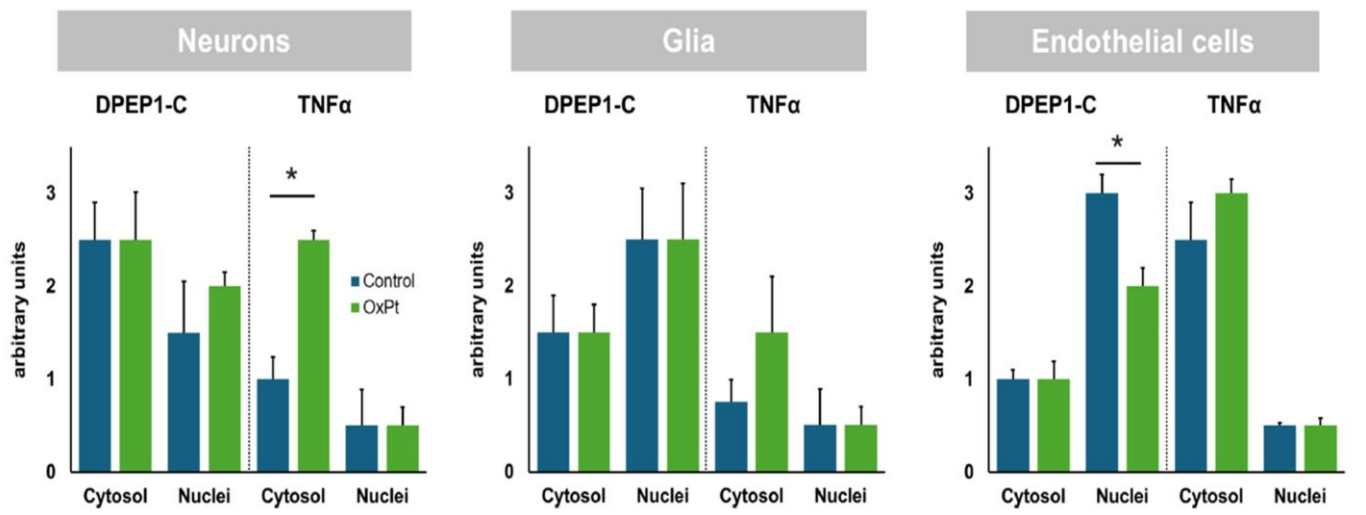 Neurons
Glia
Endothelial cells
DPEP1-C TNFα
DPEP1-C TNFα
DPEP1-C TNFα
*
*
arbitrary units
3
2
1
0
Control
OxPt
Cytosol Nuclei Cytosol Nuclei
arbitrary units
3
2
1
0
Cytosol Nuclei Cytosol Nuclei
arbitrary units
3
2
1
0
Cytosol Nuclei Cytosol Nuclei